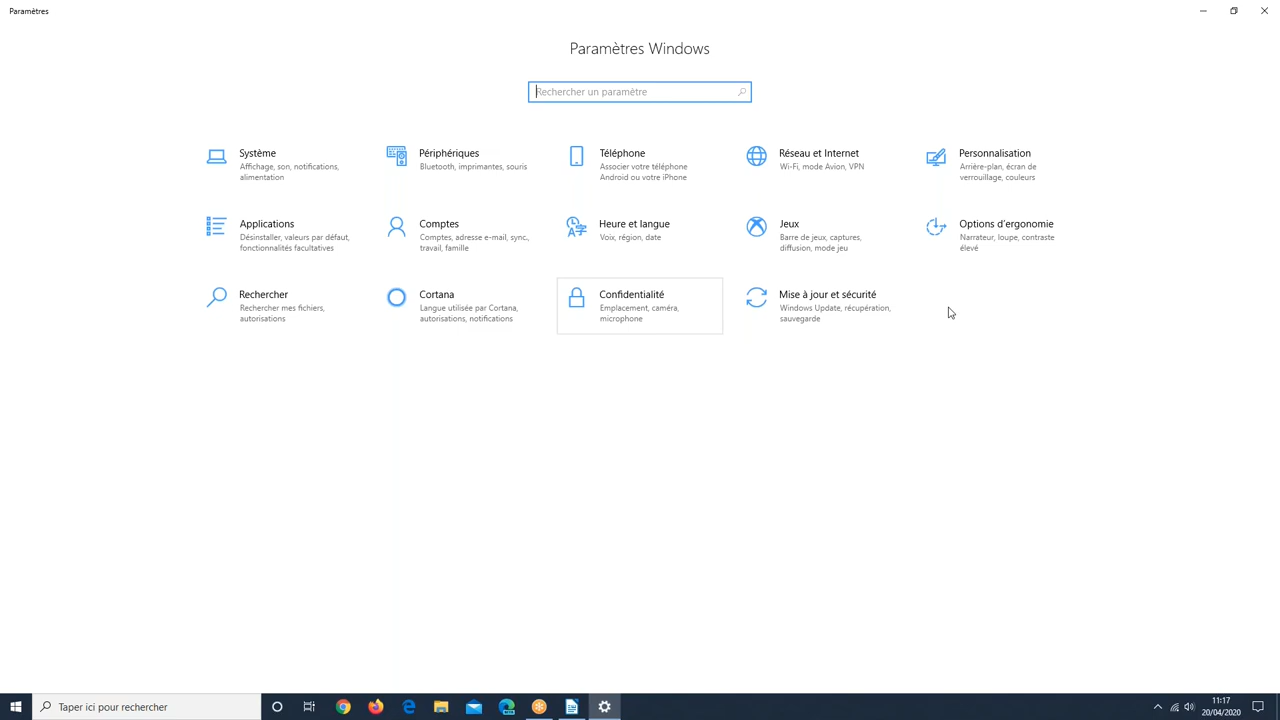 Paramètres
Paramètres Windows
Rechercher un paramètre
Système
Affichage, son, notifications,
alimentation
Périphériques
Bluetooth, imprimantes, souris
Téléphone
Associer votre téléphone
Android ou votre iPhone
Réseau et Internet
Wi-Fi, mode Avion, VPN
Personnalisation
Arrière-plan, écran de
verrouillage, couleurs
Applications
Désinstaller, valeurs par défaut,
fonctionnalités facultatives
Comptes
Comptes, adresse e-mail, sync.,
travail, famille
Heure et langue
Voix, région, date
Jeux
Barre de jeux, captures,
diffusion, mode jeu
Options d'ergonomie
Narrateur, loupe, contraste
élevé
Rechercher
Rechercher mes fichiers,
autorisations
Cortana
Langue utilisée par Cortana,
autorisations, notifications
Confidentialité
Emplacement, caméra,
microphone
Mise à jour et sécurité
Windows Update, récupération,
sauvegarde
Taper ici pour rechercher
11:17
20/04/2020